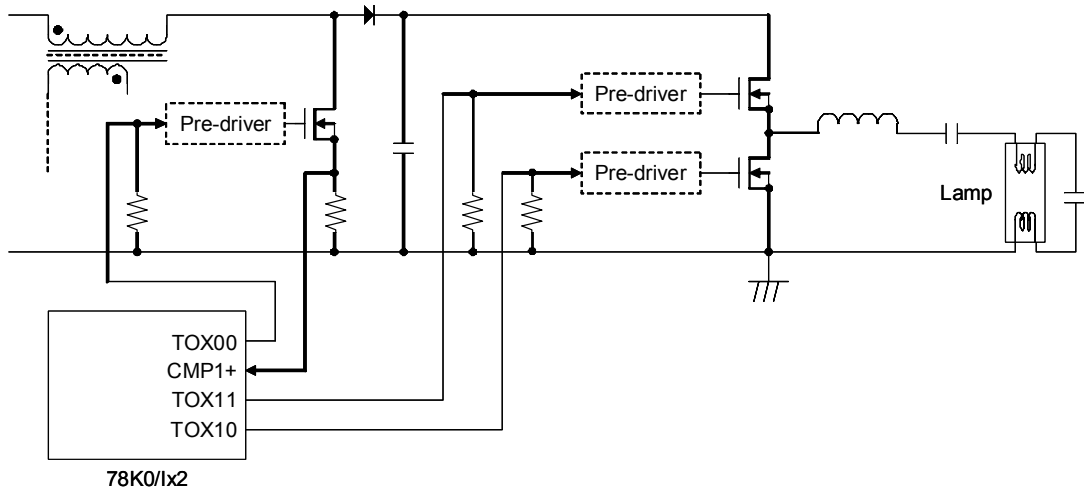 Pre-driver
Pre-driver
Pre-driver
Lamp
TOX00
CMP1+
TOX11
TOX10
78K0/Ix2